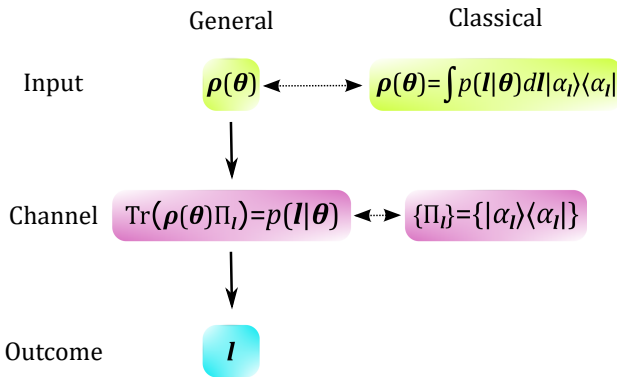 General Classical
Input ρ(θ) ρ(θ)=∫p(l|θ)dl|α_l⟩⟨α_l|
Channel Tr(ρ(θ)Π_l)=p(l|θ) {Π_l}={|α_l⟩⟨α_l|}
Outcome l